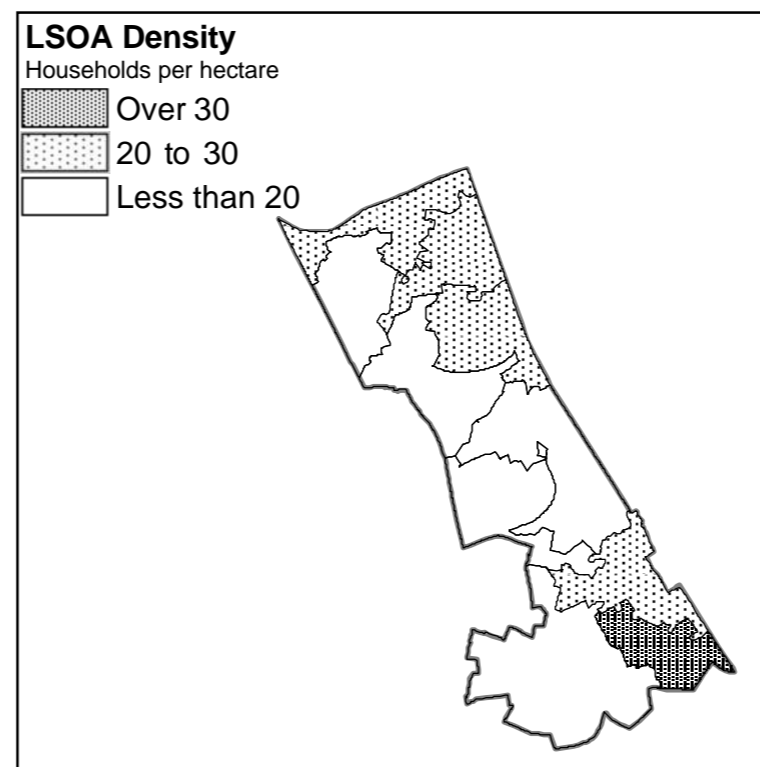 LSOA Density
Households per hectare
Over 30
20 to 30
Less than 20